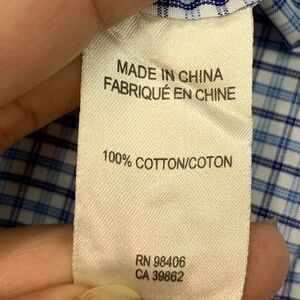 MADE IN CHINA
FABRIQUÉ EN CHINE
100% COTTON/COTON
RN 98406
CA 39862